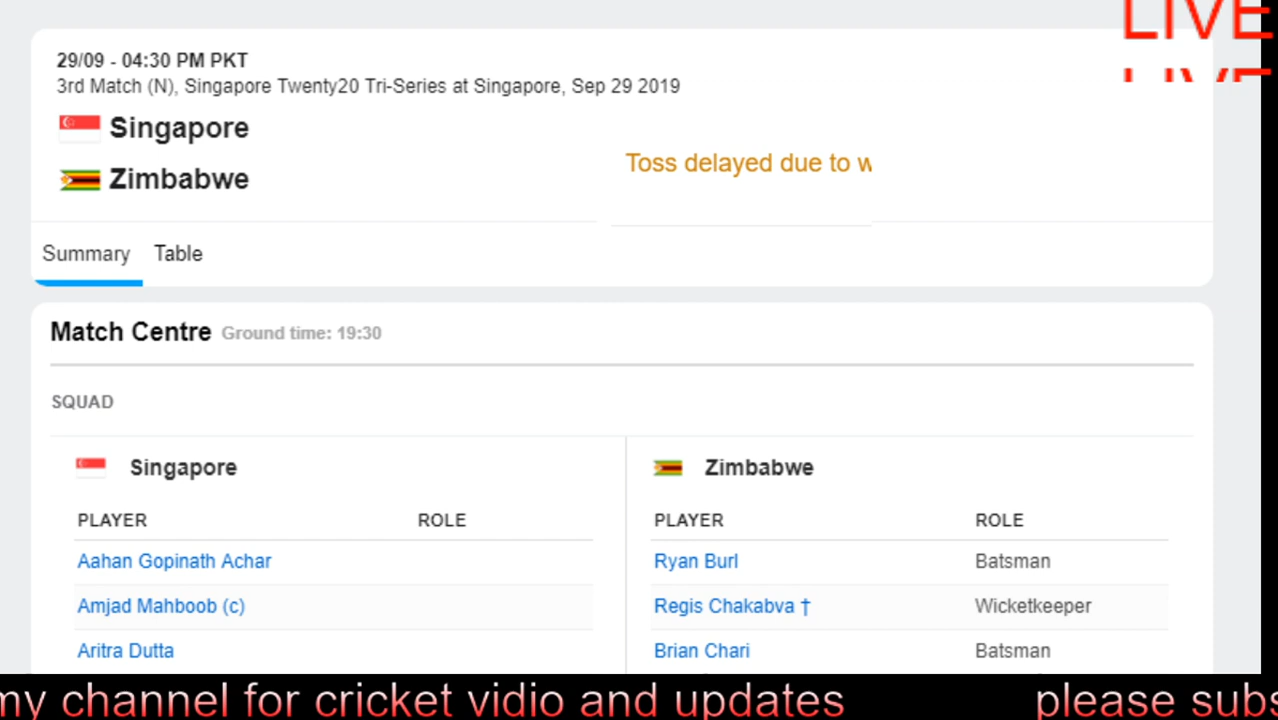 LIVE
29/09 - 04:30 PM PKT
3rd Match (N), Singapore Twenty20 Tri-Series at Singapore, Sep 29 2019
Singapore
Toss delayed due to w
Zimbabwe
Summary Table
Match Centre Ground time: 19:30
SQUAD
Singapore Zimbabwe
PLAYER ROLE PLAYER ROLE
Aahan Gopinath Achar Ryan Burl Batsman
Amjad Mahboob (c) Regis Chakabva † Wicketkeeper
Aritra Dutta Brian Chari Batsman
my channel for cricket vidio and updates please subs